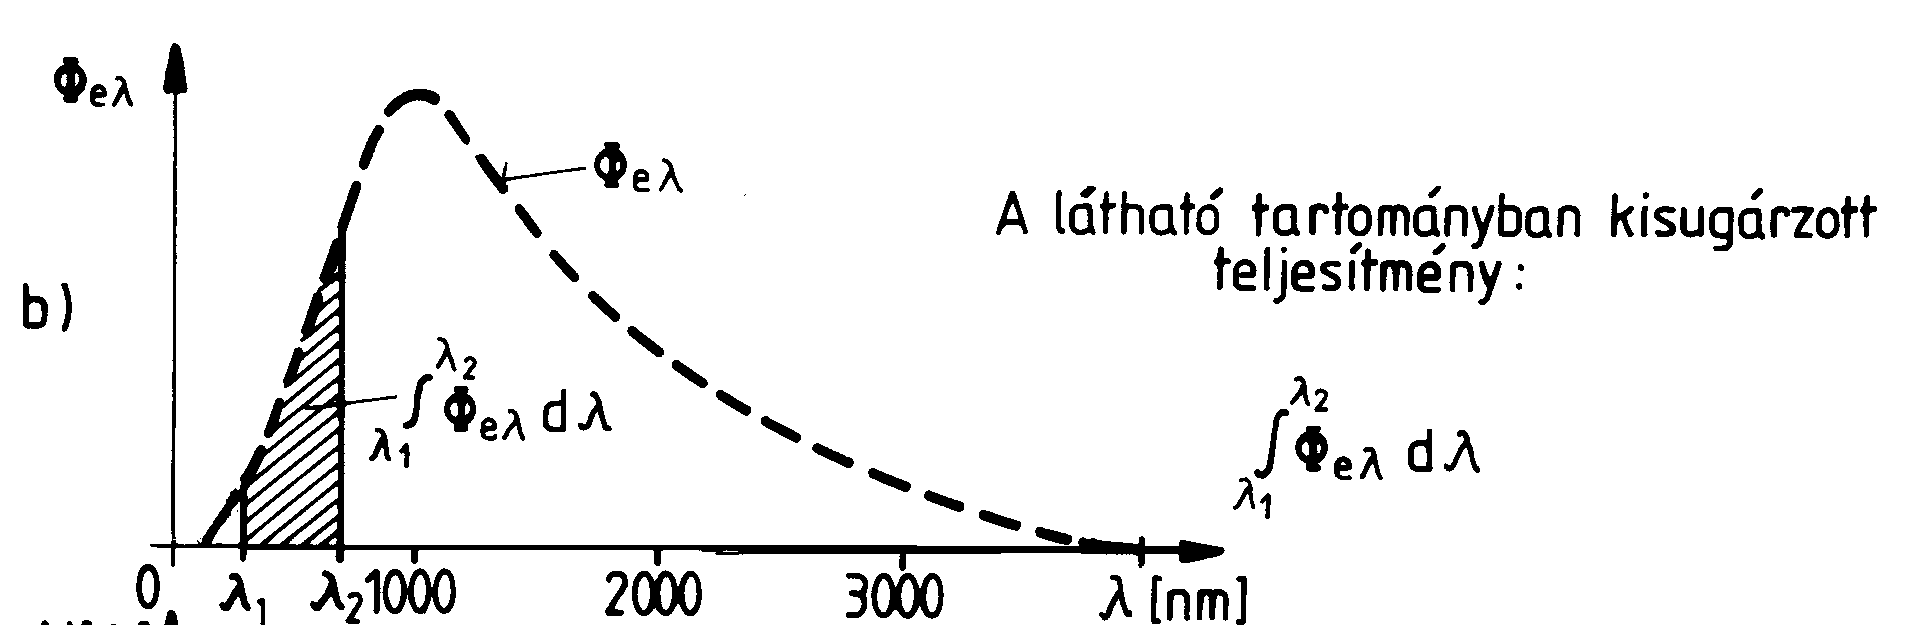 Φeλ
Φeλ
A látható tartományban kisugárzott
teljesítmény:
b)
λ1∫λ2 Φeλ dλ
λ1∫λ2 Φeλ dλ
0 λ1 λ2 1000 2000 3000 λ [nm]